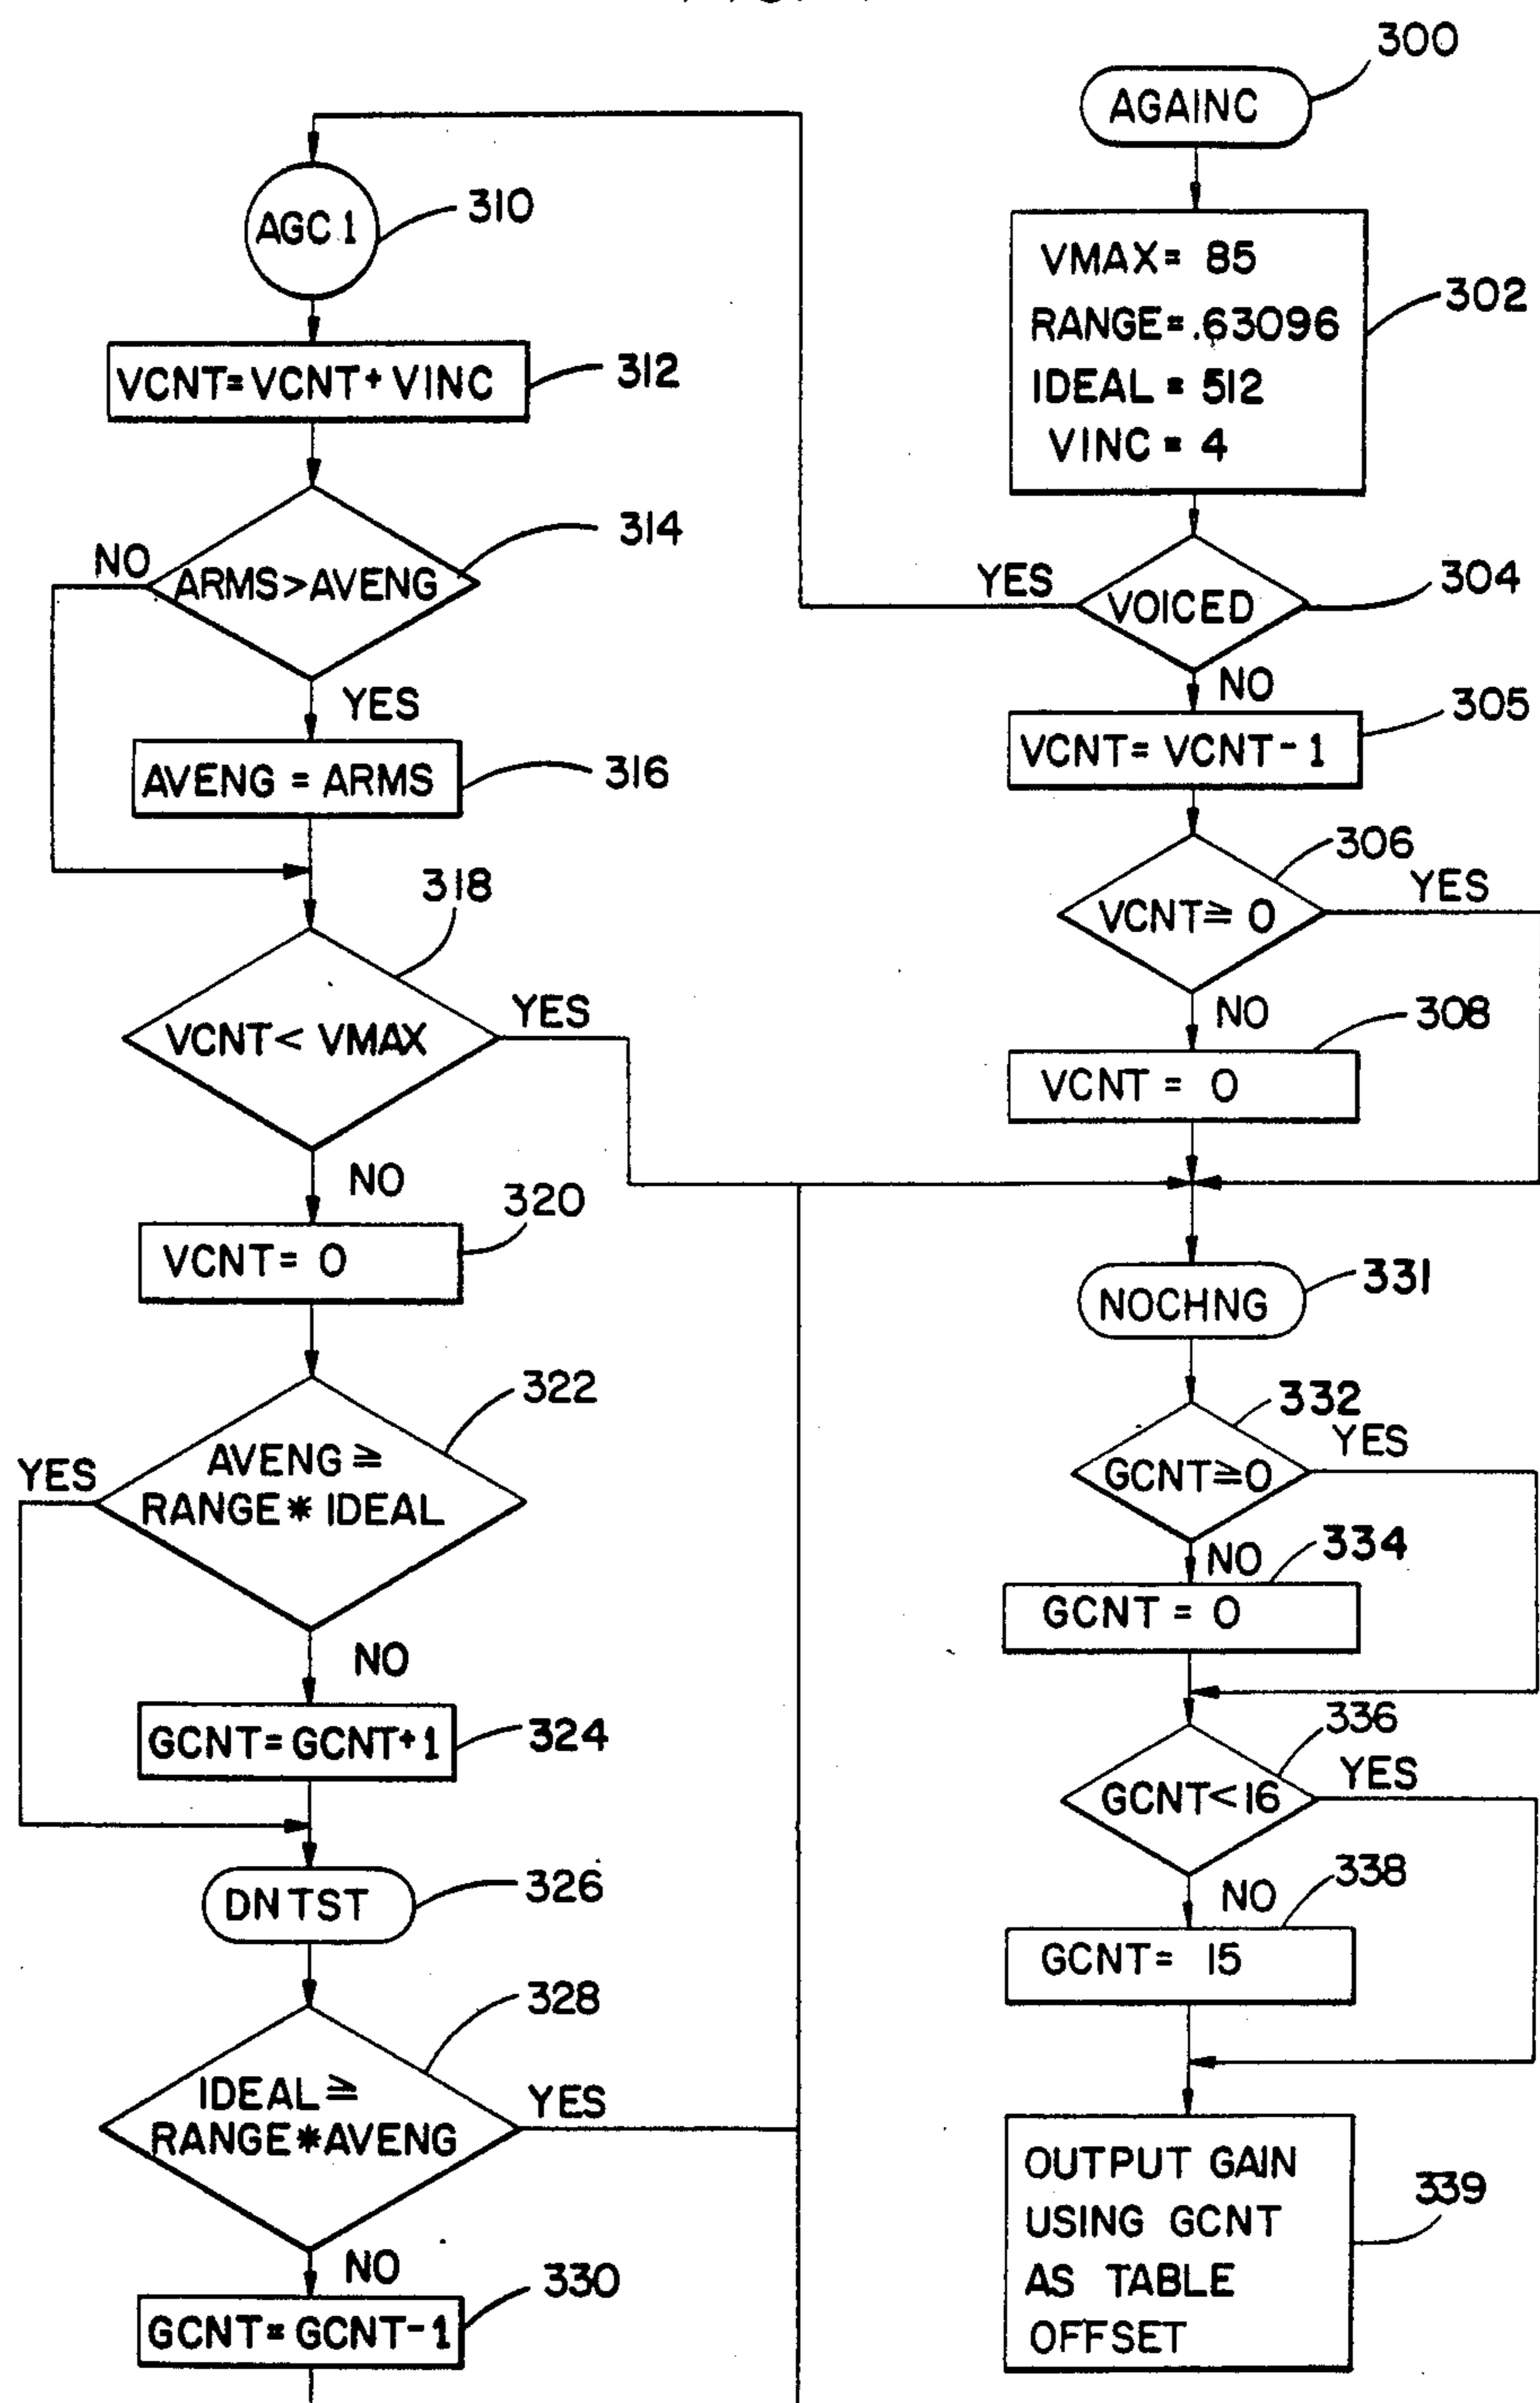 AGAINC
300
VMAX= 85
RANGE=.63096
IDEAL = 512
VINC = 4
302
VOICED
304
YES
NO
VCNT= VCNT-1
305
VCNT≧ 0
306
YES
NO
VCNT = 0
308
AGC 1
310
VCNT=VCNT+VINC
312
ARMS>AVENG
314
NO
YES
AVENG = ARMS
316
VCNT< VMAX
318
YES
NO
VCNT= 0
320
AVENG≧
RANGE* IDEAL
322
YES
NO
GCNT=GCNT+1
324
DNTST
326
IDEAL≧
RANGE*AVENG
328
YES
NO
GCNT=GCNT-1
330
NOCHNG
331
GCNT≧0
332
YES
NO
GCNT = 0
334
GCNT<16
336
YES
NO
GCNT= 15
338
OUTPUT GAIN
USING GCNT
AS TABLE
OFFSET
339